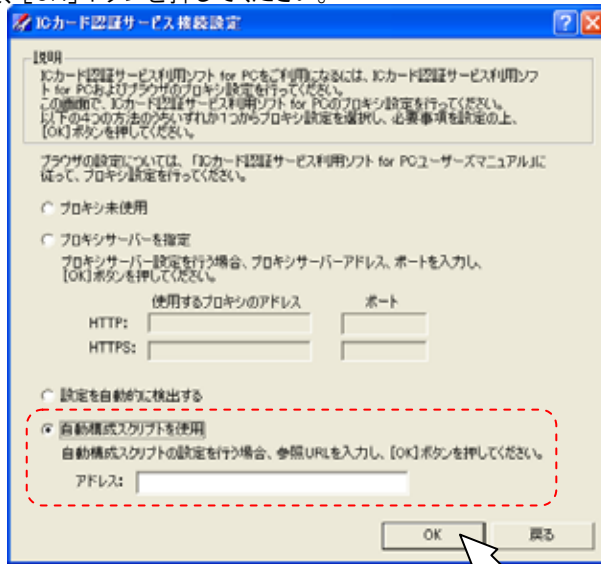 [OK]ボタンを押してください。
ICカード認証サービス接続設定
説明
ICカード認証サービス利用ソフト for PCをご利用になるには、ICカード認証サービス利用ソフ
ト for PCおよびブラウザのプロキシ設定を行ってください。
この画面で、ICカード認証サービス利用ソフト for PCのプロキシ設定を行ってください。
以下の4つの方法のうちいずれか1つからプロキシ設定を選択し、必要事項を設定の上、
[OK]ボタンを押してください。
ブラウザの設定については、「ICカード認証サービス利用ソフト for PCユーザーズマニュアル」に
従って、プロキシ設定を行ってください。
プロキシ未使用
プロキシサーバーを指定
プロキシサーバー設定を行う場合、プロキシサーバーアドレス、ポートを入力し、
[OK]ボタンを押してください。
使用するプロキシのアドレス ポート
HTTP:
HTTPS:
設定を自動的に検出する
自動構成スクリプトを使用
自動構成スクリプトの設定を行う場合、参照URLを入力し、[OK]ボタンを押してください。
アドレス:
OK 戻る